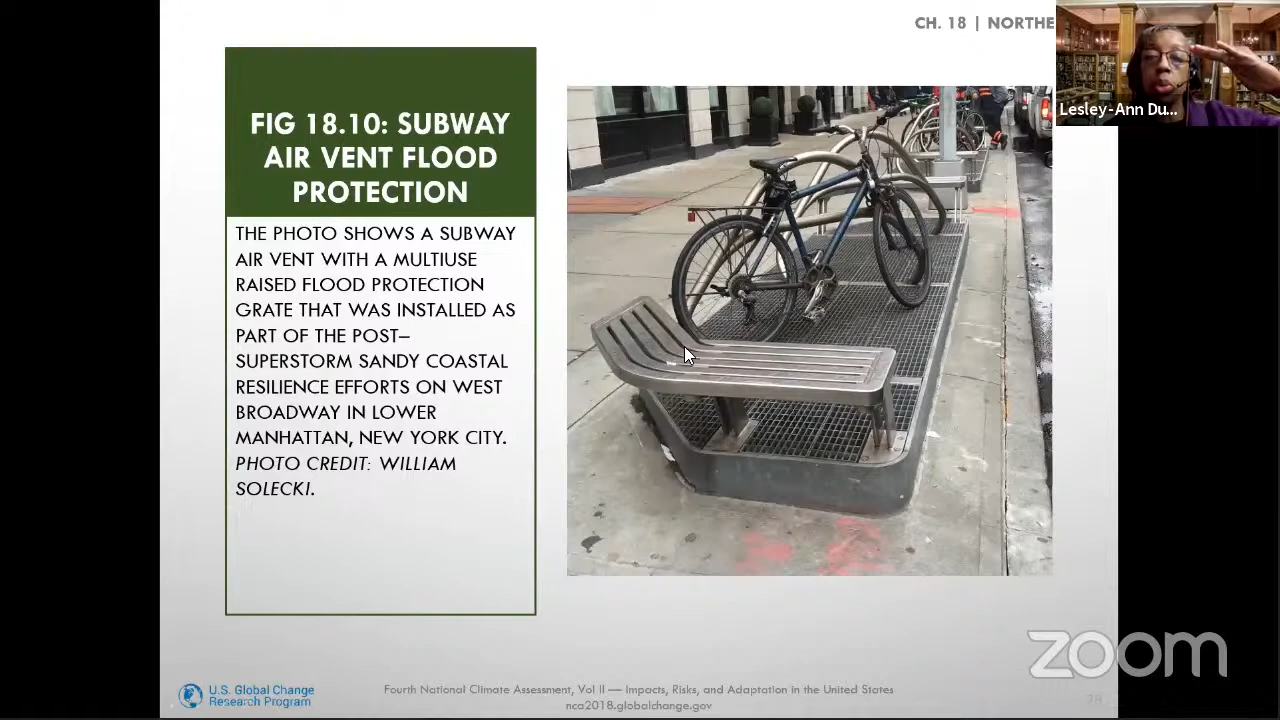 CH. 18 | NORTHE
Lesley-Ann Du...
FIG 18.10: SUBWAY
AIR VENT FLOOD
PROTECTION
THE PHOTO SHOWS A SUBWAY
AIR VENT WITH A MULTIUSE
RAISED FLOOD PROTECTION
GRATE THAT WAS INSTALLED AS
PART OF THE POST–
SUPERSTORM SANDY COASTAL
RESILIENCE EFFORTS ON WEST
BROADWAY IN LOWER
MANHATTAN, NEW YORK CITY.
PHOTO CREDIT: WILLIAM
SOLECKI.
zoom
U.S. Global Change
Research Program
Fourth National Climate Assessment, Vol II — Impacts, Risks, and Adaptation in the United States
nca2018.globalchange.gov
28